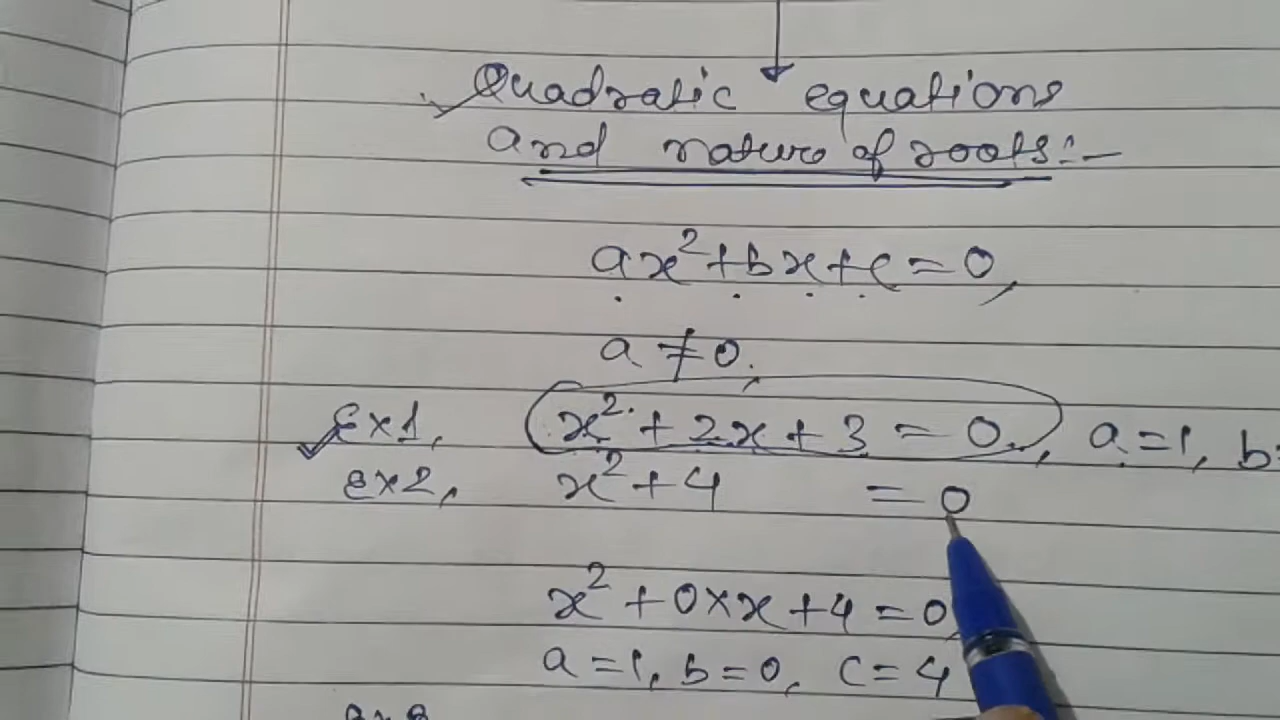 Quadratic equations
and nature of roots:-
ax²+bx+c=0,
a ≠ 0,
Ex1, x² + 2x + 3 = 0, a=1, b=
Ex2, x²+4 = 0
x² + 0×x + 4 = 0
a=1, b=0, c=4